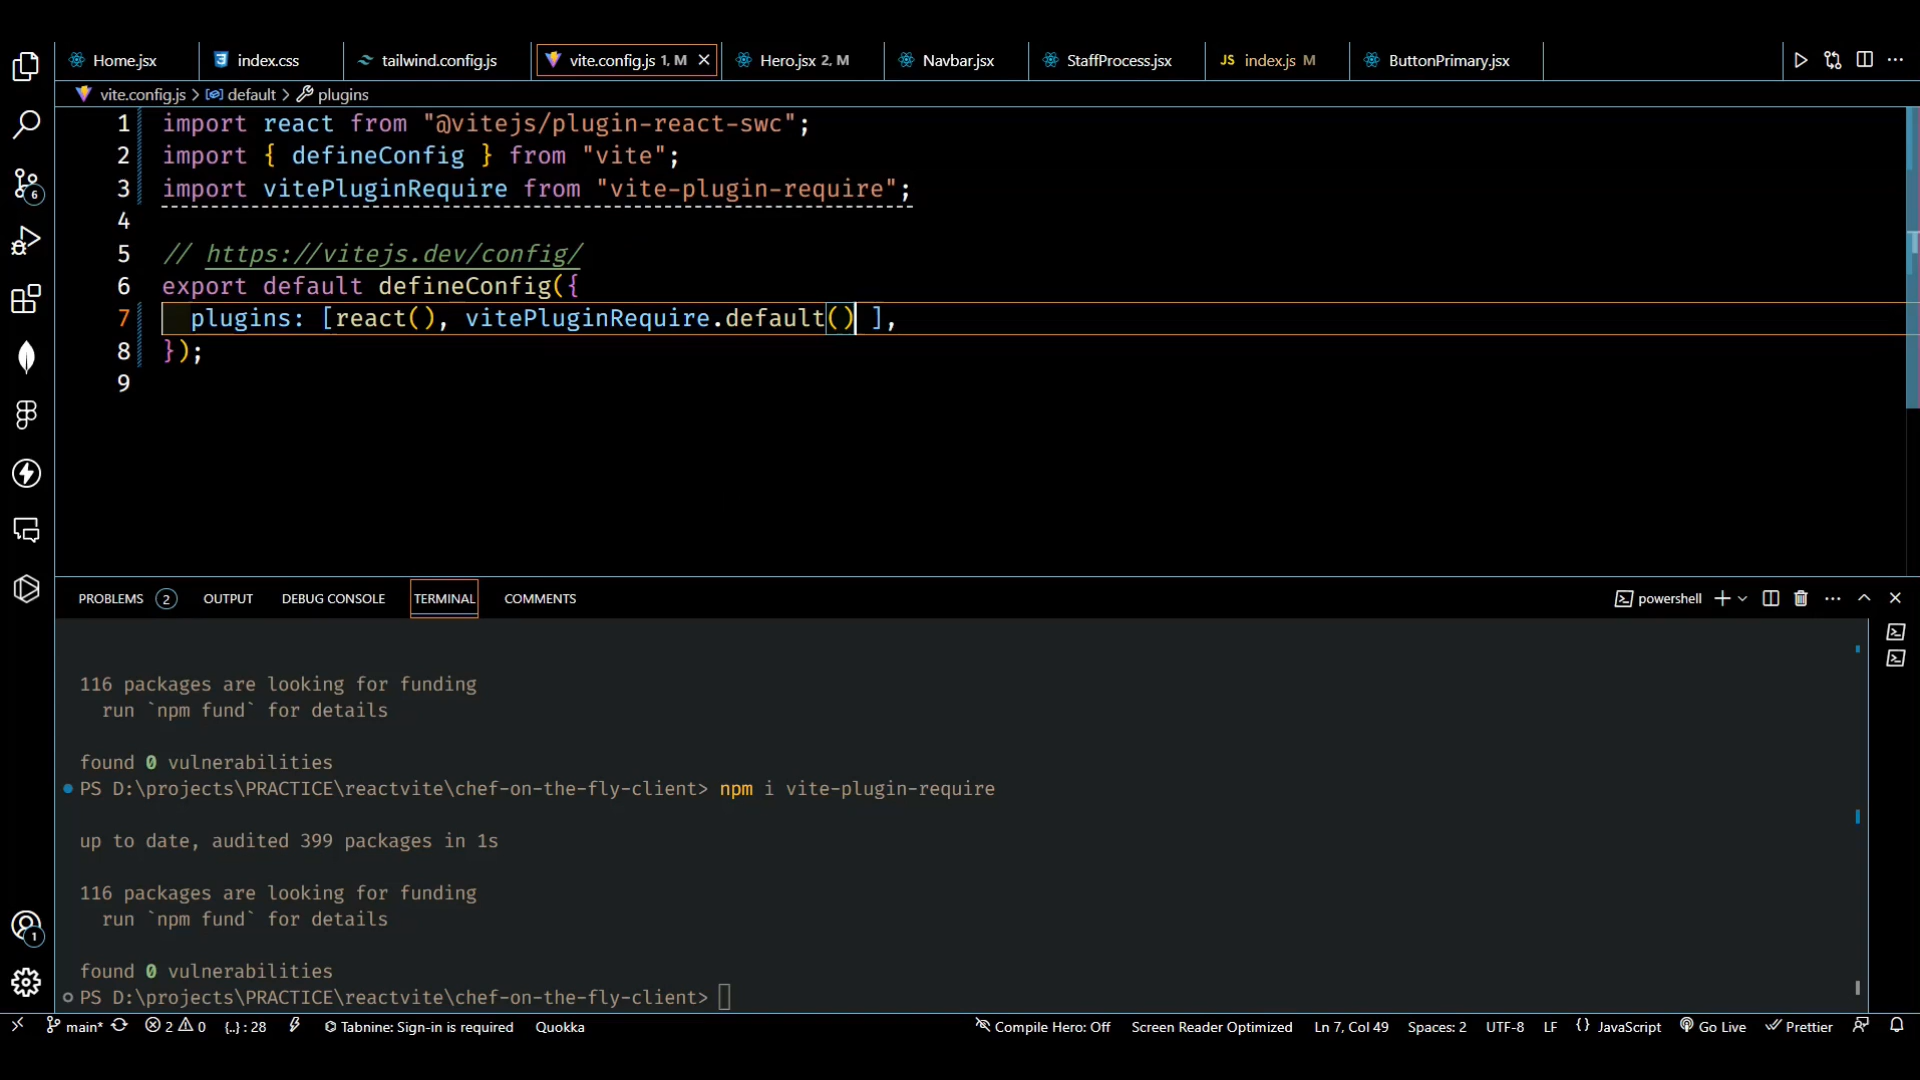 Home.jsx
index.css
tailwind.config.js
vite.config.js 1, M
Hero.jsx 2, M
Navbar.jsx
StaffProcess.jsx
JS index.js M
ButtonPrimary.jsx
vite.config.js > default > plugins
1 import react from "@vitejs/plugin-react-swc";
2 import { defineConfig } from "vite";
3 import vitePluginRequire from "vite-plugin-require";
4
5 // https://vitejs.dev/config/
6 export default defineConfig({
7 plugins: [react(), vitePluginRequire.default() ],
8 });
9
6
1
PROBLEMS 2
OUTPUT
DEBUG CONSOLE
TERMINAL
COMMENTS
powershell
116 packages are looking for funding
run `npm fund` for details
found 0 vulnerabilities
PS D:\projects\PRACTICE\reactvite\chef-on-the-fly-client> npm i vite-plugin-require
up to date, audited 399 packages in 1s
116 packages are looking for funding
run `npm fund` for details
found 0 vulnerabilities
PS D:\projects\PRACTICE\reactvite\chef-on-the-fly-client>
main* 2 0 {..} : 28 Tabnine: Sign-in is required Quokka Compile Hero: Off Screen Reader Optimized Ln 7, Col 49 Spaces: 2 UTF-8 LF {} JavaScript Go Live Prettier